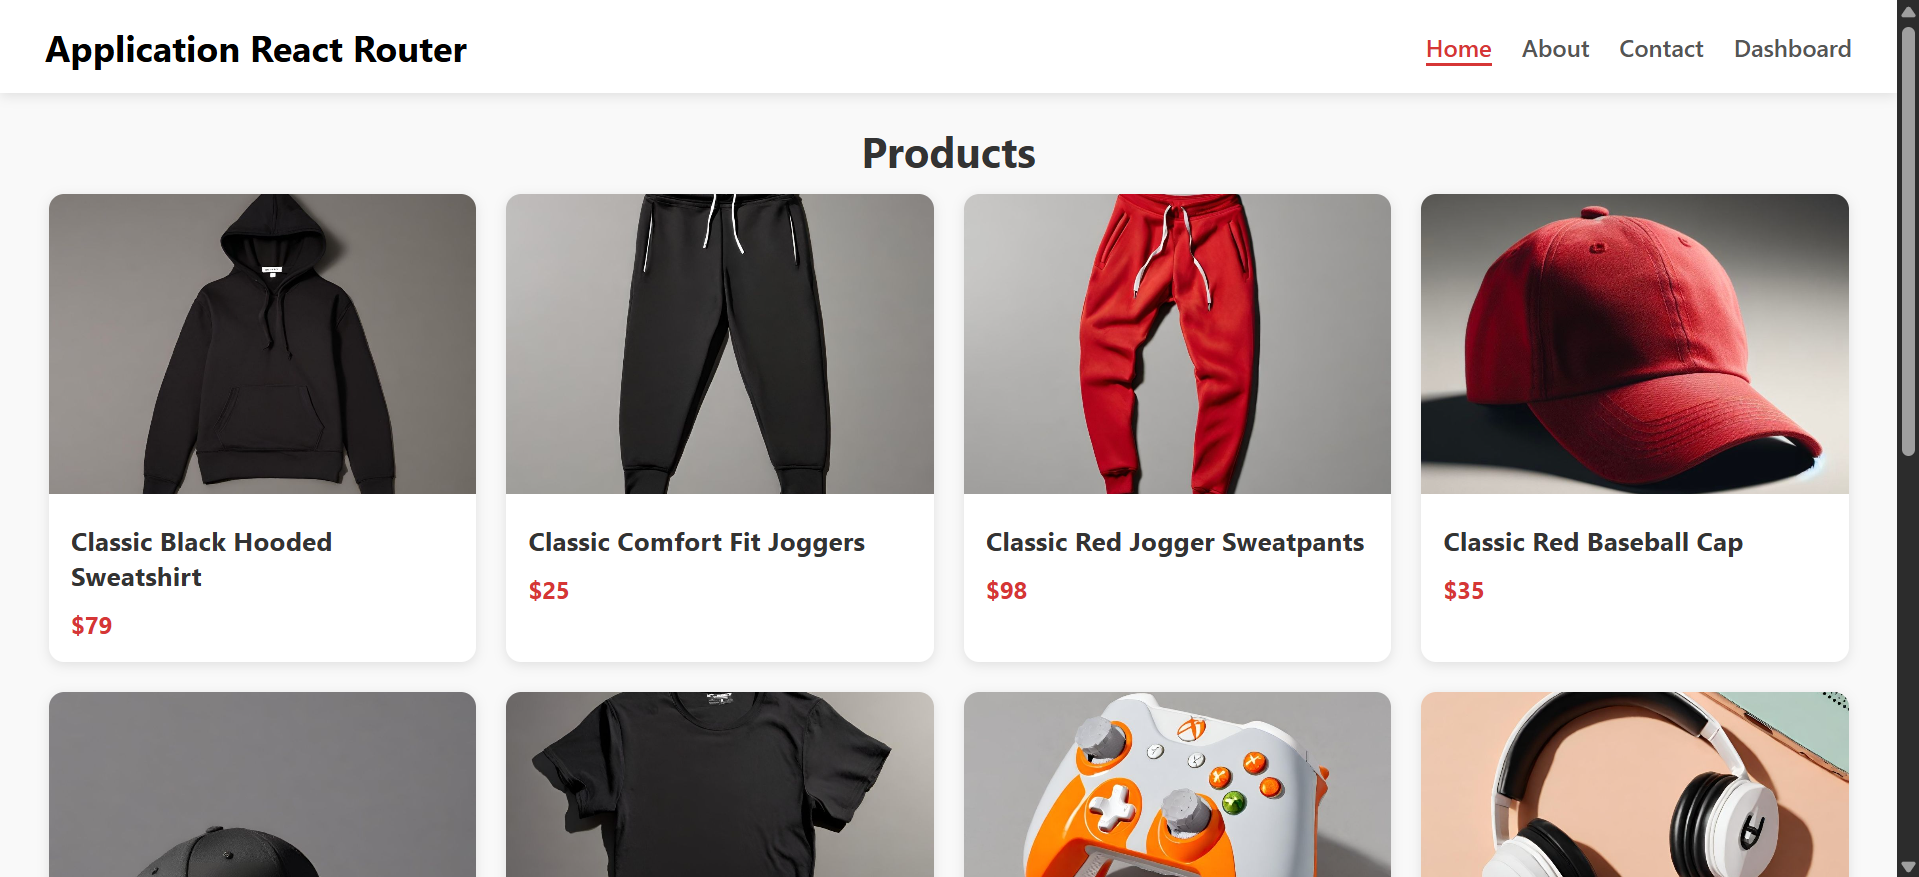 Application React Router
Home
About
Contact
Dashboard
Products
Classic Black Hooded
Sweatshirt
$79
Classic Comfort Fit Joggers
$25
Classic Red Jogger Sweatpants
$98
Classic Red Baseball Cap
$35